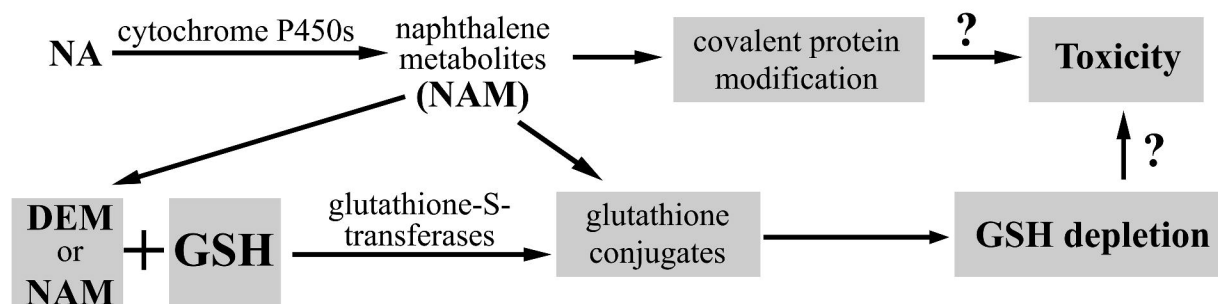 NA
cytochrome P450s
naphthalene
metabolites
(NAM)
covalent protein
modification
?
Toxicity
?
DEM
or
NAM
+
GSH
glutathione-S-
transferases
glutathione
conjugates
GSH depletion